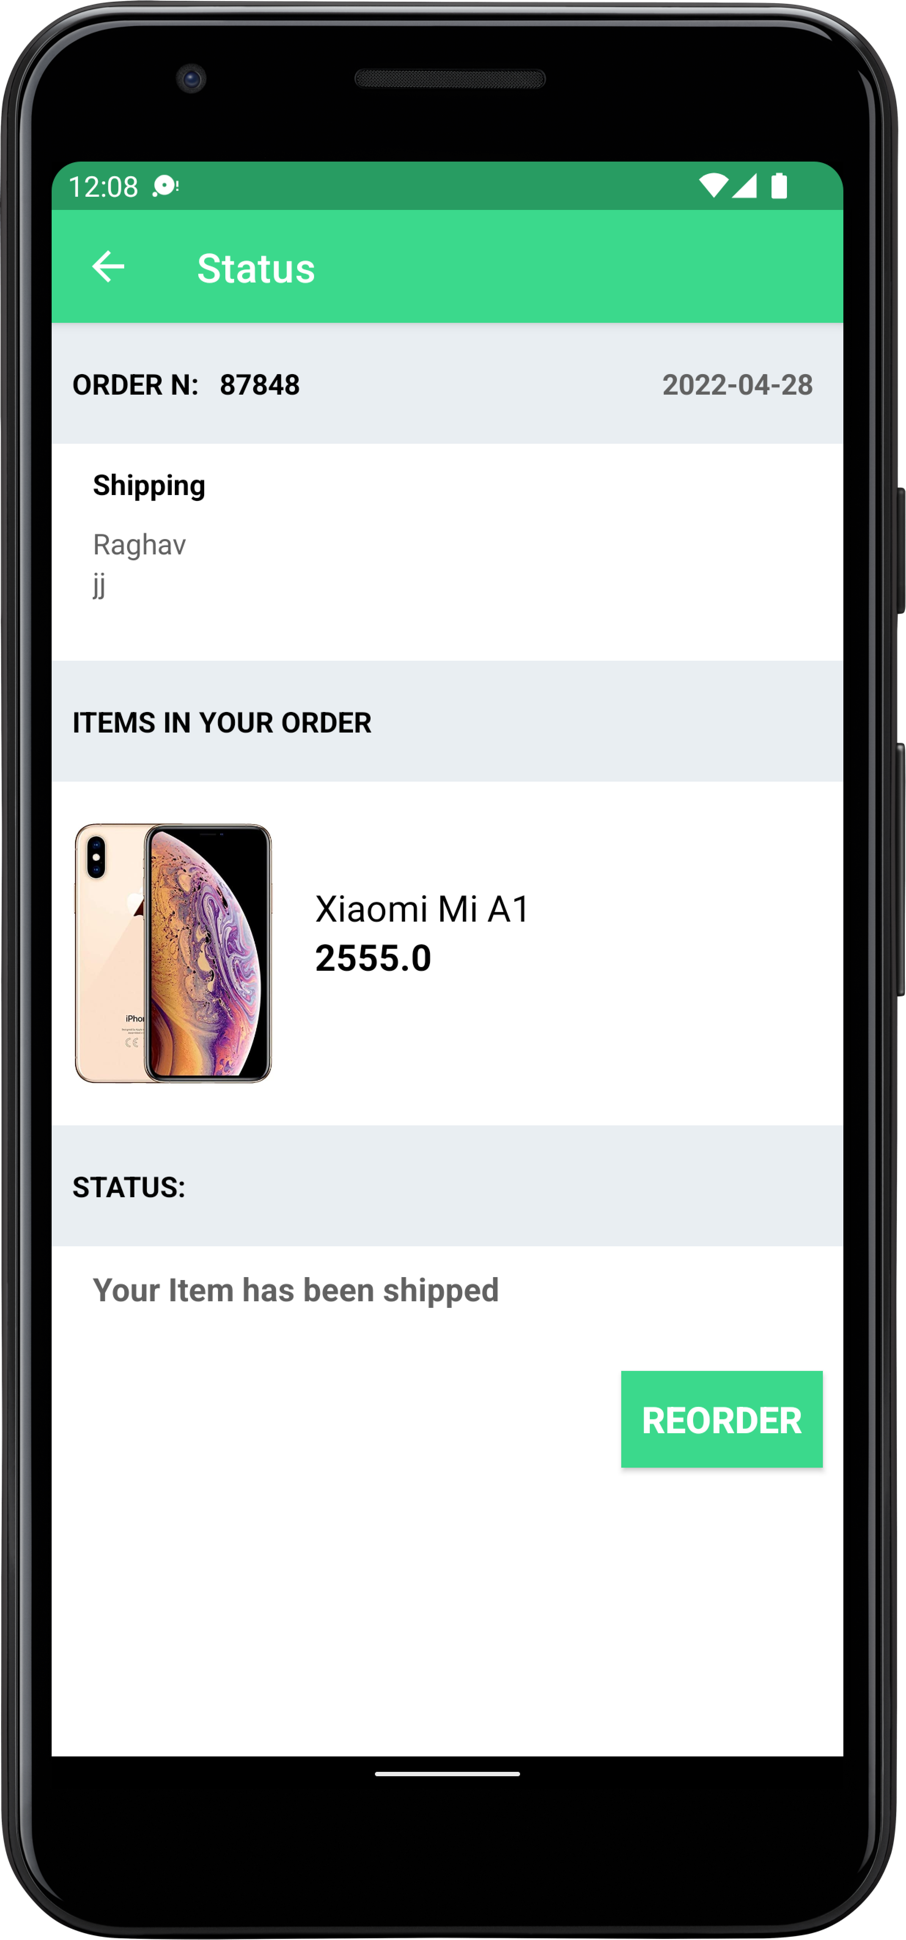 12:08
Status
ORDER N: 87848 2022-04-28
Shipping
Raghav
jj
ITEMS IN YOUR ORDER
Xiaomi Mi A1
2555.0
STATUS:
Your Item has been shipped
REORDER